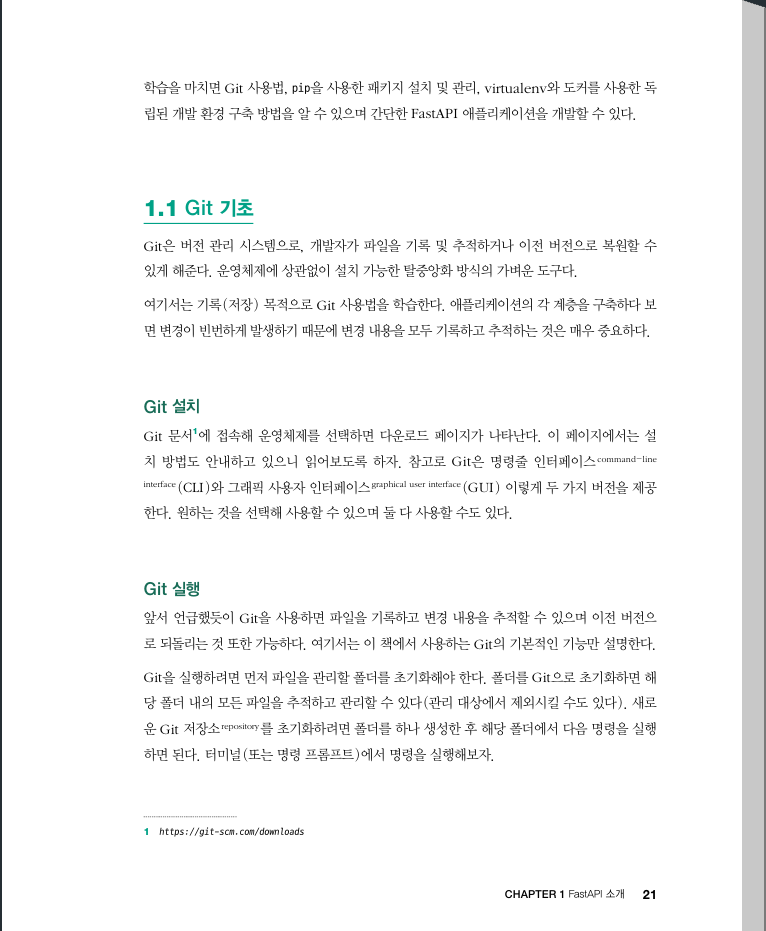 학습을 마치면 Git 사용법, pip을 사용한 패키지 설치 및 관리, virtualenv와 도커를 사용한 독
립된 개발 환경 구축 방법을 알 수 있으며 간단한 FastAPI 애플리케이션을 개발할 수 있다.
1.1 Git 기초
Git은 버전 관리 시스템으로, 개발자가 파일을 기록 및 추적하거나 이전 버전으로 복원할 수
있게 해준다. 운영체제에 상관없이 설치 가능한 탈중앙화 방식의 가벼운 도구다.
여기서는 기록(저장) 목적으로 Git 사용법을 학습한다. 애플리케이션의 각 계층을 구축하다 보
면 변경이 빈번하게 발생하기 때문에 변경 내용을 모두 기록하고 추적하는 것은 매우 중요하다.
Git 설치
Git 문서1에 접속해 운영체제를 선택하면 다운로드 페이지가 나타난다. 이 페이지에서는 설
치 방법도 안내하고 있으니 읽어보도록 하자. 참고로 Git은 명령줄 인터페이스command-line
interface(CLI)와 그래픽 사용자 인터페이스graphical user interface(GUI) 이렇게 두 가지 버전을 제공
한다. 원하는 것을 선택해 사용할 수 있으며 둘 다 사용할 수도 있다.
Git 실행
앞서 언급했듯이 Git을 사용하면 파일을 기록하고 변경 내용을 추적할 수 있으며 이전 버전으
로 되돌리는 것 또한 가능하다. 여기서는 이 책에서 사용하는 Git의 기본적인 기능만 설명한다.
Git을 실행하려면 먼저 파일을 관리할 폴더를 초기화해야 한다. 폴더를 Git으로 초기화하면 해
당 폴더 내의 모든 파일을 추적하고 관리할 수 있다(관리 대상에서 제외시킬 수도 있다). 새로
운 Git 저장소repository를 초기화하려면 폴더를 하나 생성한 후 해당 폴더에서 다음 명령을 실행
하면 된다. 터미널(또는 명령 프롬프트)에서 명령을 실행해보자.
1 https://git-scm.com/downloads
CHAPTER 1 FastAPI 소개 21